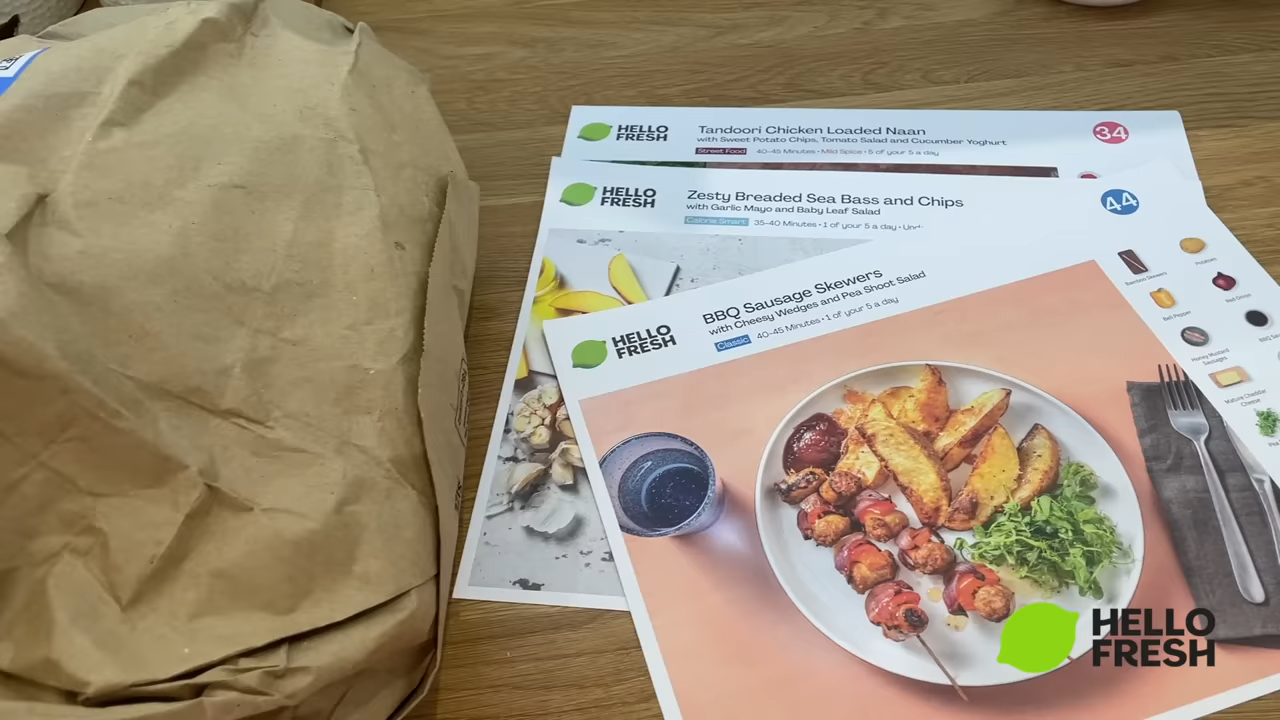 HELLO
FRESH
Tandoori Chicken Loaded Naan
with Sweet Potato Chips, Tomato Salad and Cucumber Yoghurt
Street Food 40-45 Minutes • Mild Spice • 5 of your 5 a day
34
HELLO
FRESH
Zesty Breaded Sea Bass and Chips
with Garlic Mayo and Baby Leaf Salad
Calorie Smart 35-40 Minutes • 1 of your 5 a day •
44
HELLO
FRESH
BBQ Sausage Skewers
with Cheesy Wedges and Pea Shoot Salad
Classic 40-45 Minutes • 1 of your 5 a day
Bamboo Skewers
Potatoes
Bell Pepper
Red Onion
Honey Mustard
Sausages
BBQ
Mature Cheddar
Cheese
HELLO
FRESH